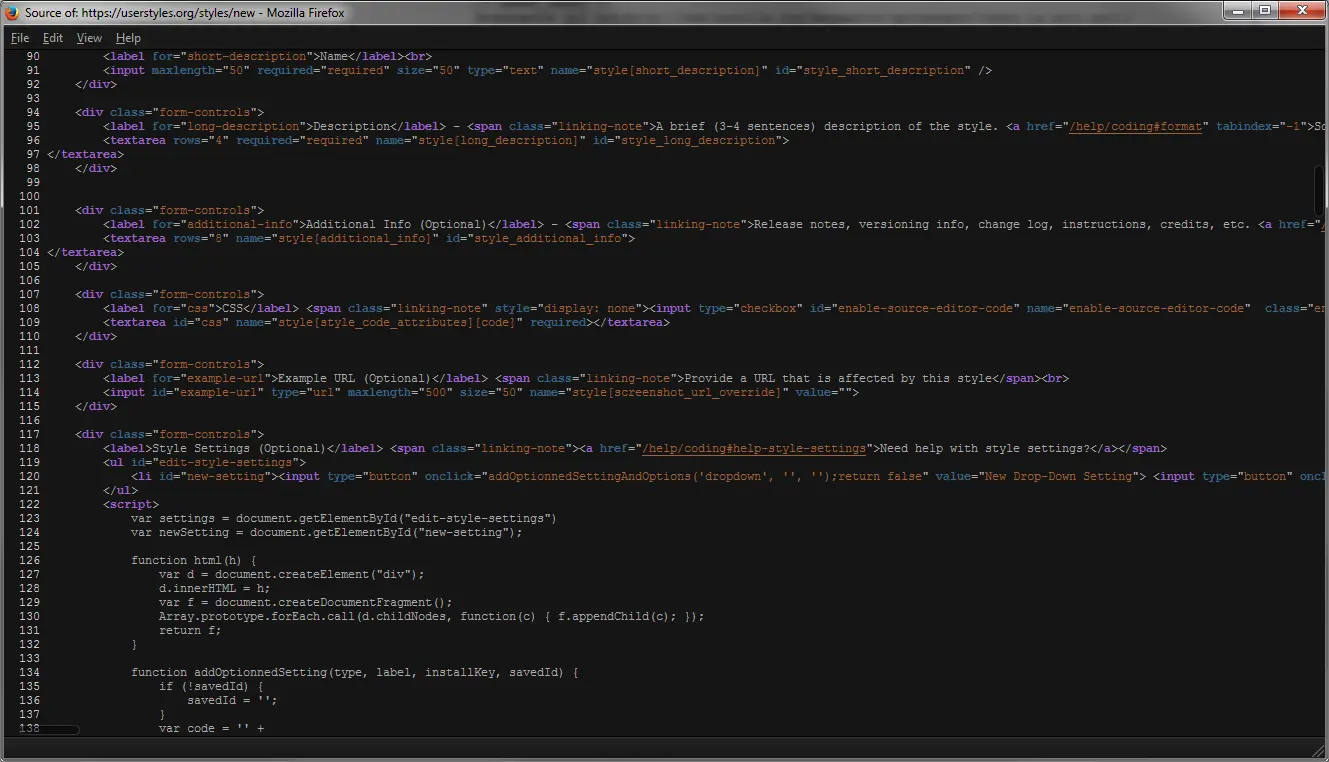 Source of: https://userstyles.org/styles/new - Mozilla Firefox
File Edit View Help
90 <label for="short-description">Name</label><br>
91 <input maxlength="50" required="required" size="50" type="text" name="style[short_description]" id="style_short_description" />
92 </div>
93
94 <div class="form-controls">
95 <label for="long-description">Description</label> – <span class="linking-note">A brief (3-4 sentences) description of the style. <a href="/help/coding#format" tabindex="-1">So
96 <textarea rows="4" required="required" name="style[long_description]" id="style_long_description">
97 </textarea>
98 </div>
99
100
101 <div class="form-controls">
102 <label for="additional-info">Additional Info (Optional)</label> – <span class="linking-note">Release notes, versioning info, change log, instructions, credits, etc. <a href="/
103 <textarea rows="8" name="style[additional_info]" id="style_additional_info">
104 </textarea>
105 </div>
106
107 <div class="form-controls">
108 <label for="css">CSS</label> <span class="linking-note" style="display: none"><input type="checkbox" id="enable-source-editor-code" name="enable-source-editor-code" class="en
109 <textarea id="css" name="style[style_code_attributes][code]" required></textarea>
110 </div>
111
112 <div class="form-controls">
113 <label for="example-url">Example URL (Optional)</label> <span class="linking-note">Provide a URL that is affected by this style</span><br>
114 <input id="example-url" type="url" maxlength="500" size="50" name="style[screenshot_url_override]" value="">
115 </div>
116
117 <div class="form-controls">
118 <label>Style Settings (Optional)</label> <span class="linking-note"><a href="/help/coding#help-style-settings">Need help with style settings?</a></span>
119 <ul id="edit-style-settings">
120 <li id="new-setting"><input type="button" onclick="addOptionnedSettingAndOptions('dropdown', '', '');return false" value="New Drop-Down Setting"> <input type="button" oncl
121 </ul>
122 <script>
123 var settings = document.getElementById("edit-style-settings")
124 var newSetting = document.getElementById("new-setting");
125
126 function html(h) {
127 var d = document.createElement("div");
128 d.innerHTML = h;
129 var f = document.createDocumentFragment();
130 Array.prototype.forEach.call(d.childNodes, function(c) { f.appendChild(c); });
131 return f;
132 }
133
134 function addOptionnedSetting(type, label, installKey, savedId) {
135 if (!savedId) {
136 savedId = '';
137 }
138 var code = '' +